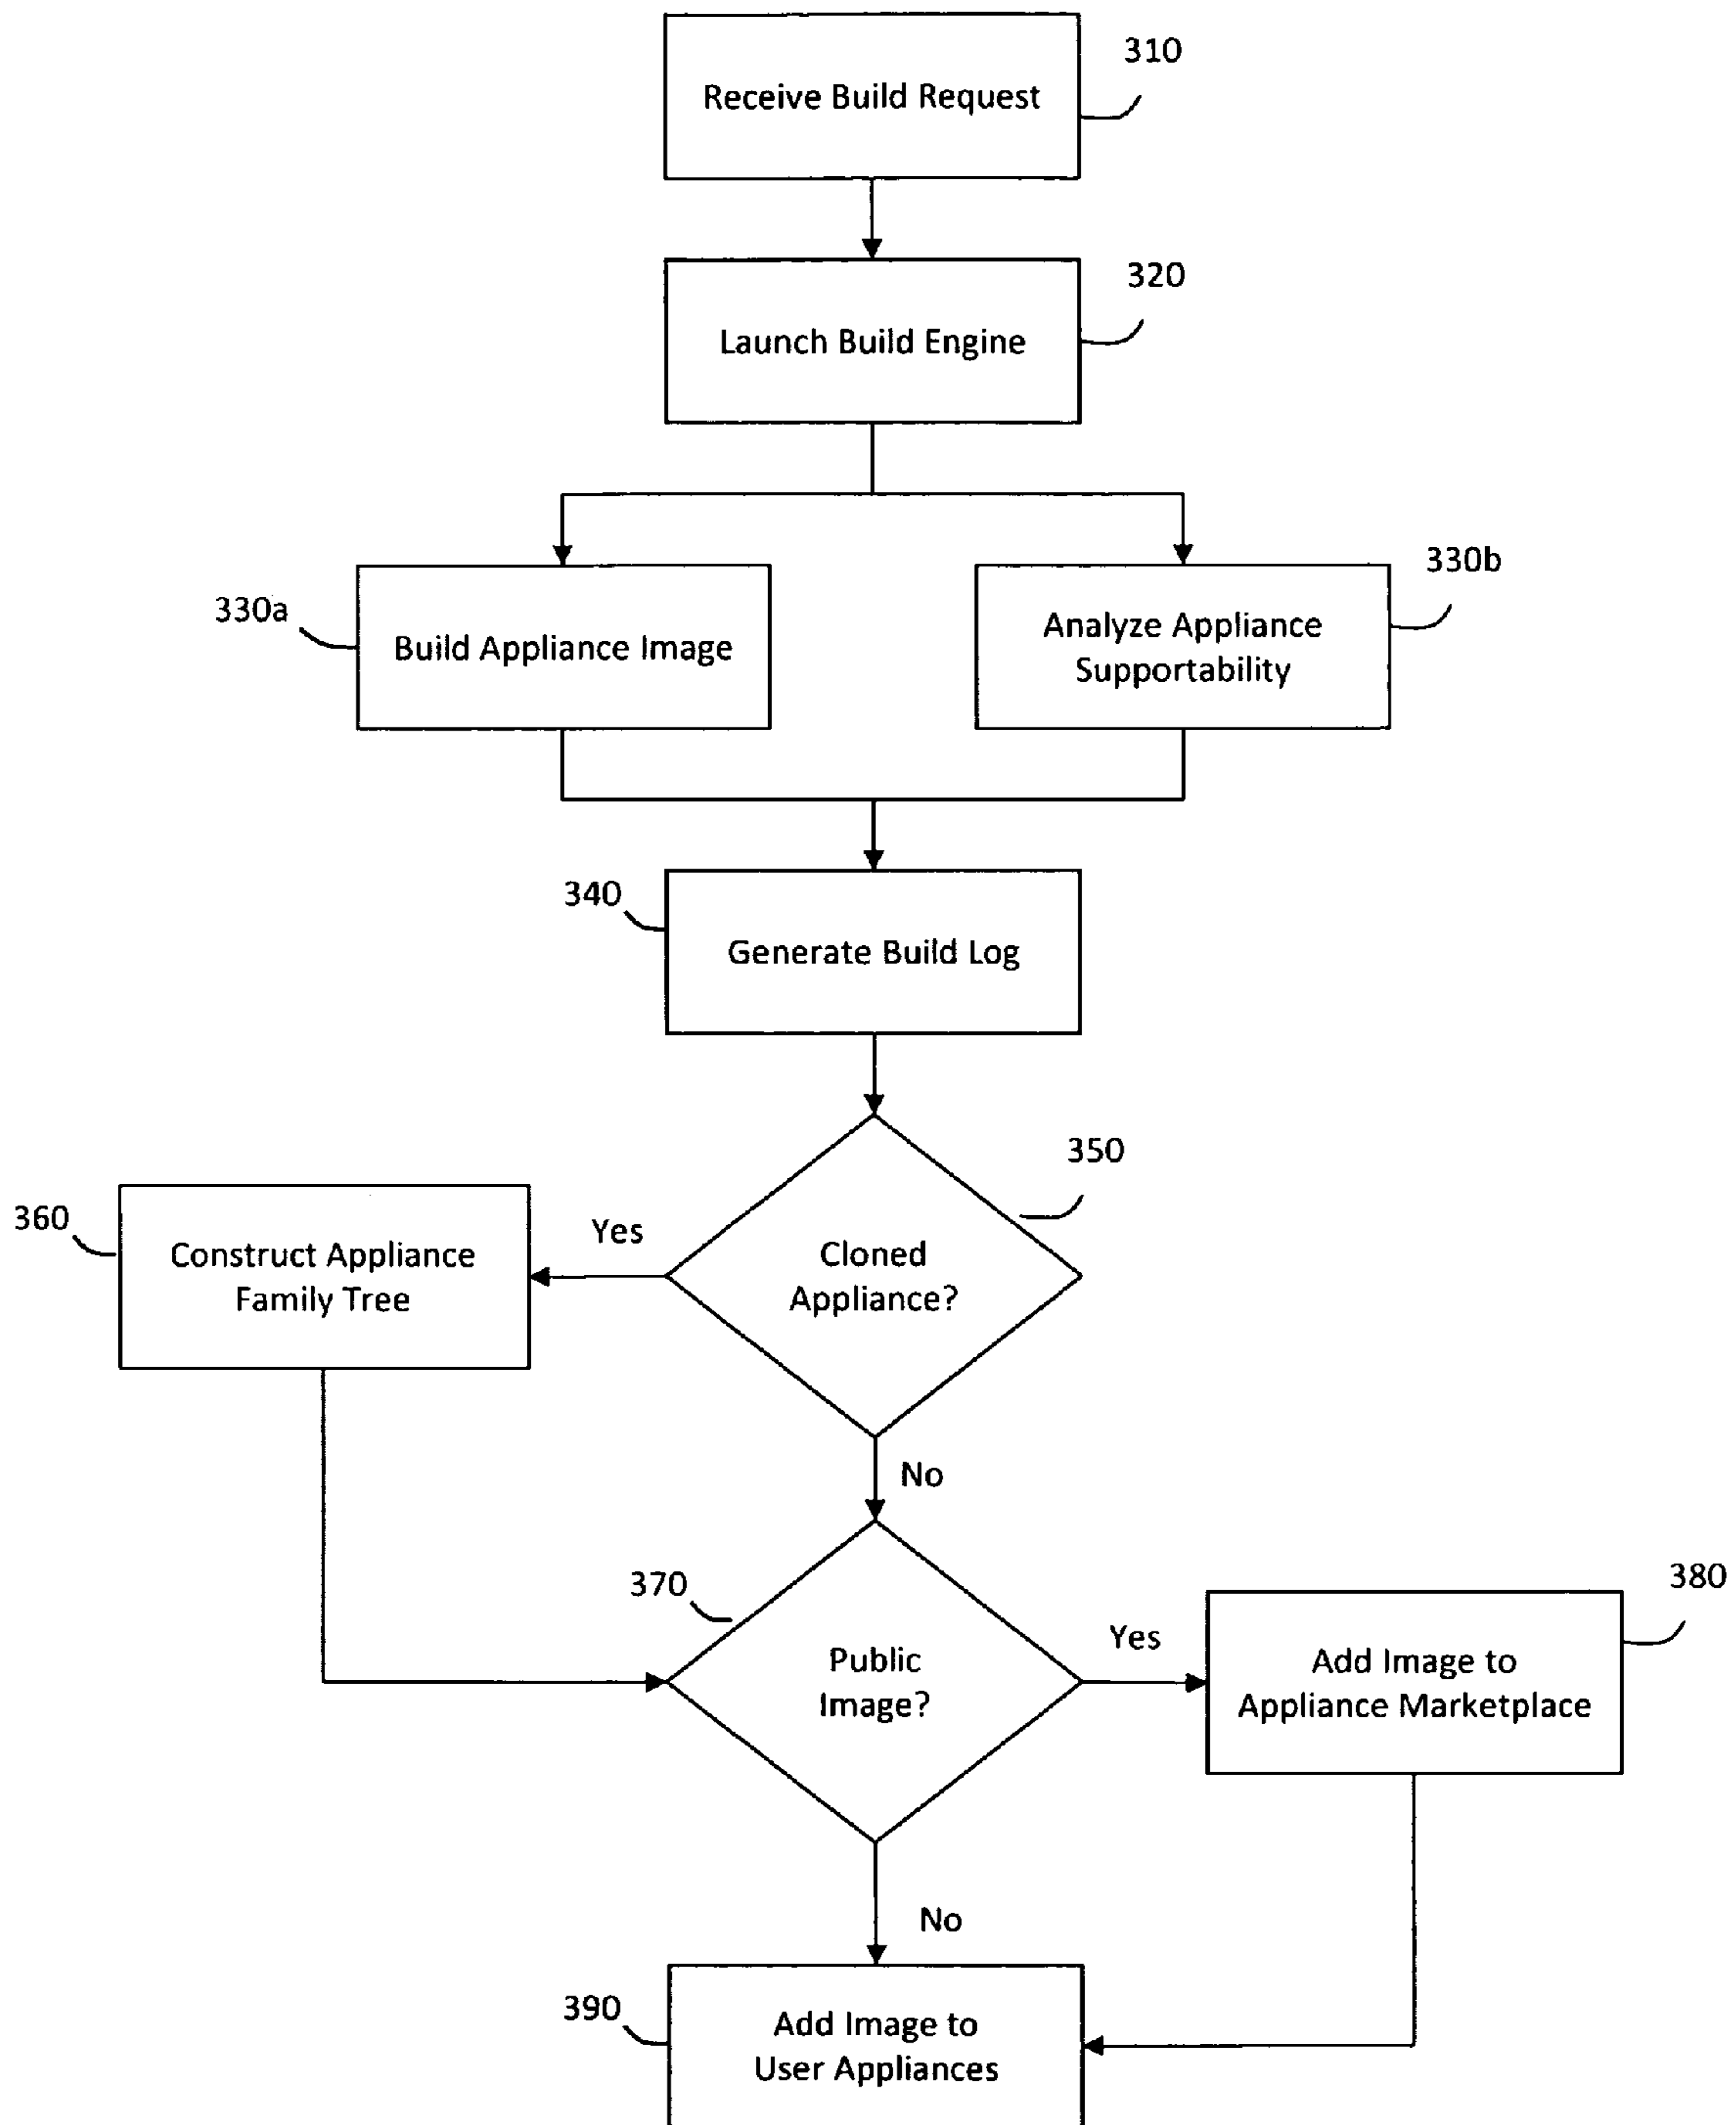 310
Receive Build Request
320
Launch Build Engine
330a
Build Appliance Image
330b
Analyze Appliance
Supportability
340
Generate Build Log
350
Cloned
Appliance?
Yes
360
Construct Appliance
Family Tree
No
370
Public
Image?
Yes
380
Add Image to
Appliance Marketplace
No
390
Add Image to
User Appliances